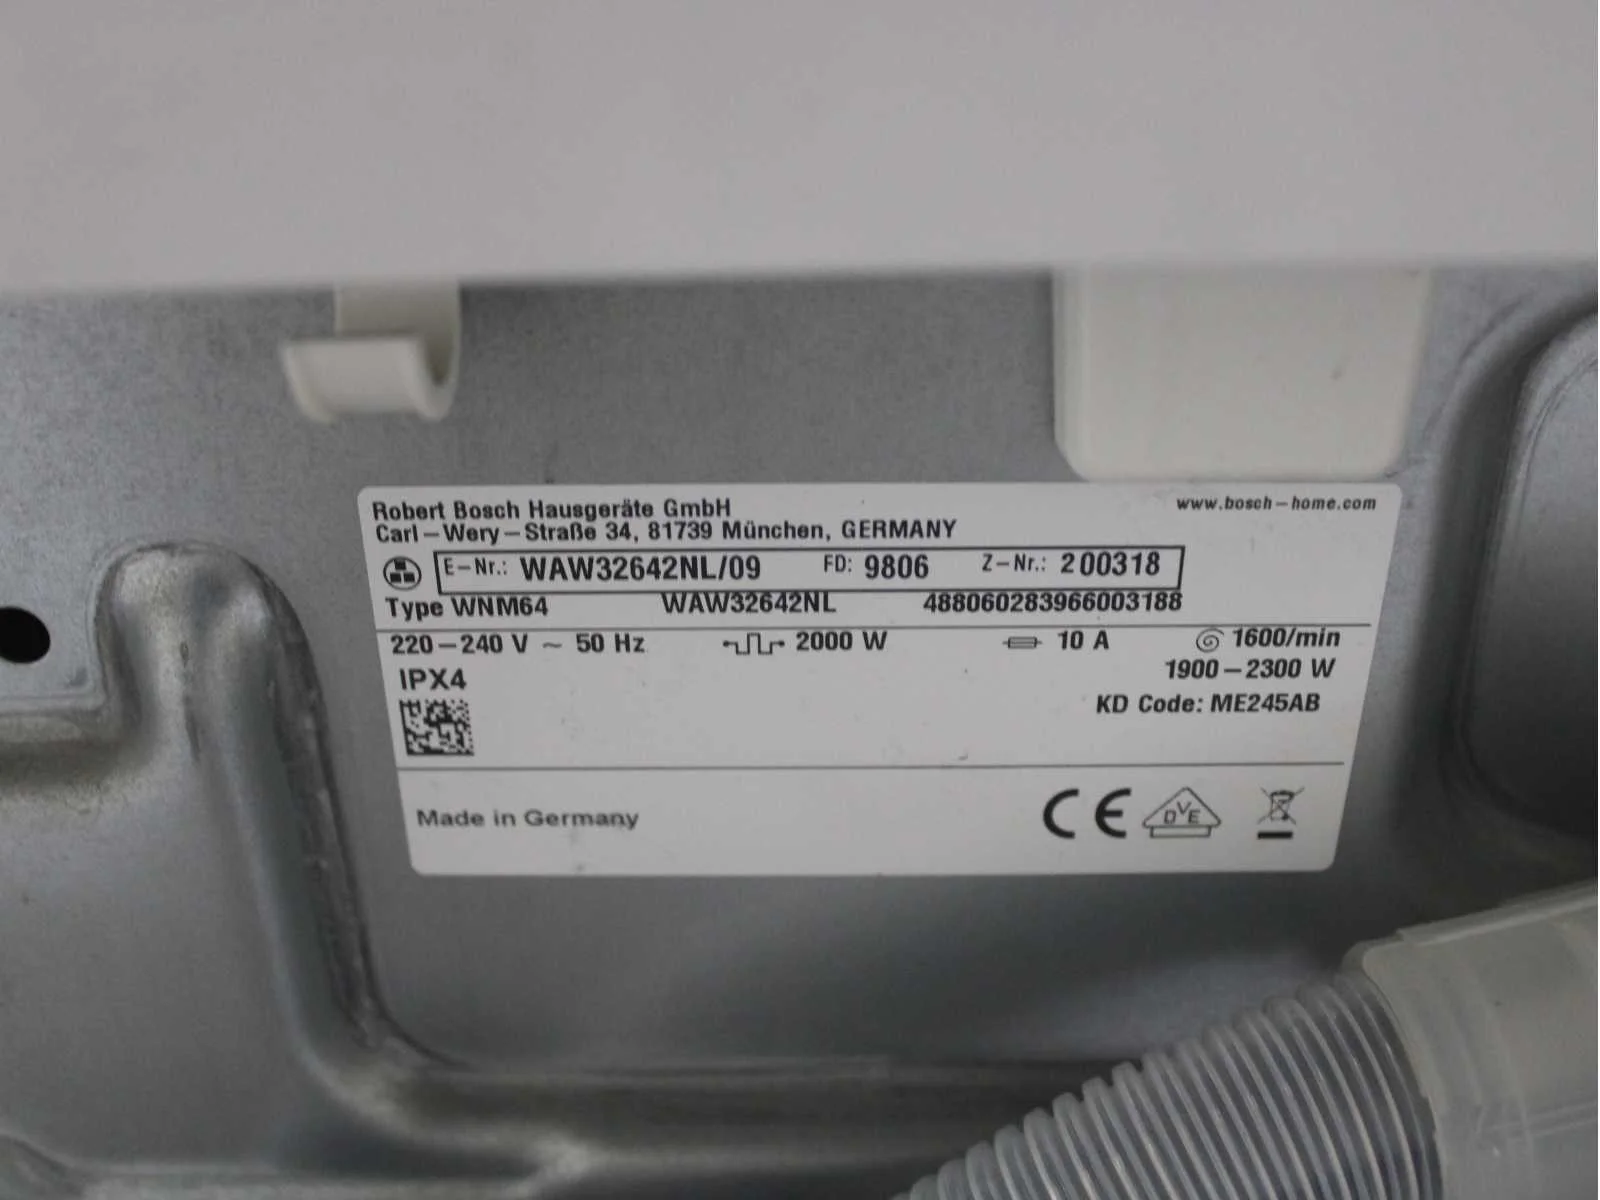 Robert Bosch Hausgeräte GmbH
www.bosch-home.com
Carl-Wery-Straße 34, 81739 München, GERMANY
E-Nr.: WAW32642NL/09 FD: 9806 Z-Nr.: 200318
Type WNM64 WAW32642NL 488060283966003188
220-240 V ~ 50 Hz 2000 W 10 A 1600/min
IPX4 1900-2300 W
KD Code: ME245AB
Made in Germany CE DVE